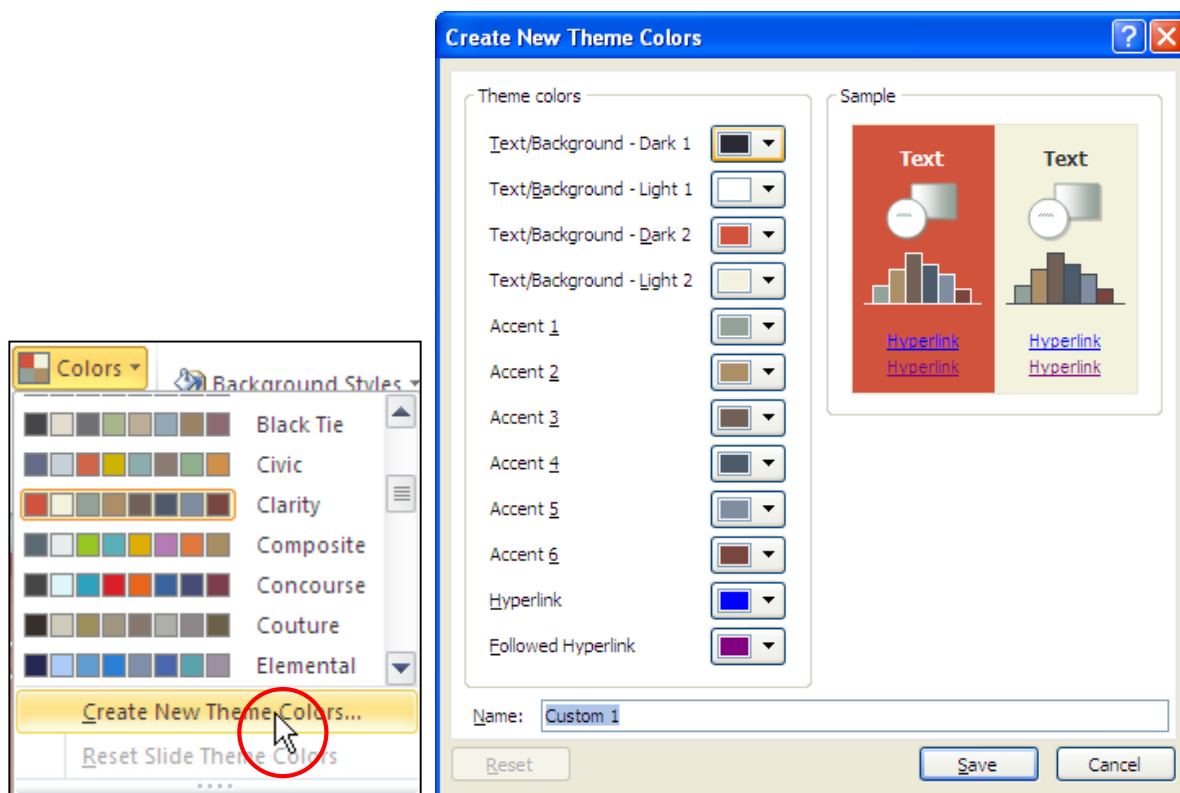 Colors
Background Styles
Black Tie
Civic
Clarity
Composite
Concourse
Couture
Elemental
Create New Theme Colors...
Reset Slide Theme Colors
Create New Theme Colors
Theme colors
Text/Background - Dark 1
Text/Background - Light 1
Text/Background - Dark 2
Text/Background - Light 2
Accent 1
Accent 2
Accent 3
Accent 4
Accent 5
Accent 6
Hyperlink
Followed Hyperlink
Sample
Text Text
Hyperlink Hyperlink
Hyperlink Hyperlink
Name: Custom 1
Reset Save Cancel